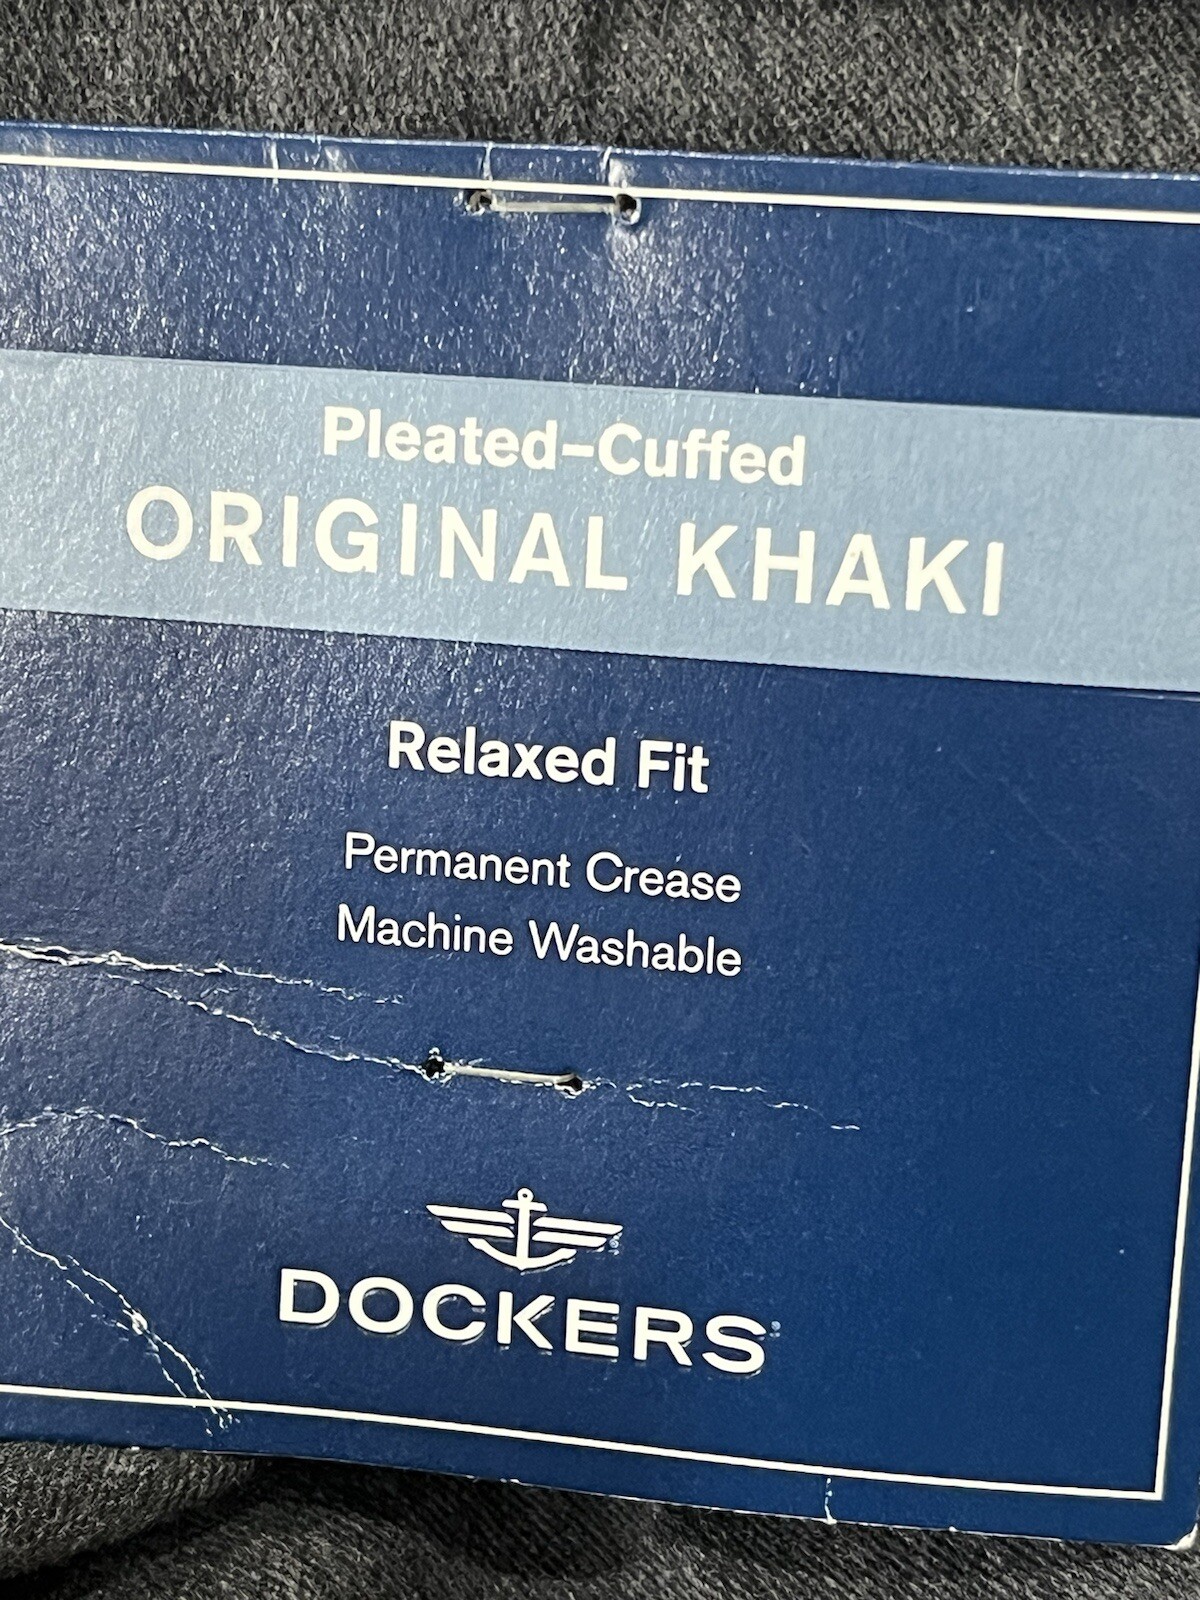 Pleated-Cuffed
ORIGINAL KHAKI
Relaxed Fit
Permanent Crease
Machine Washable
DOCKERS®